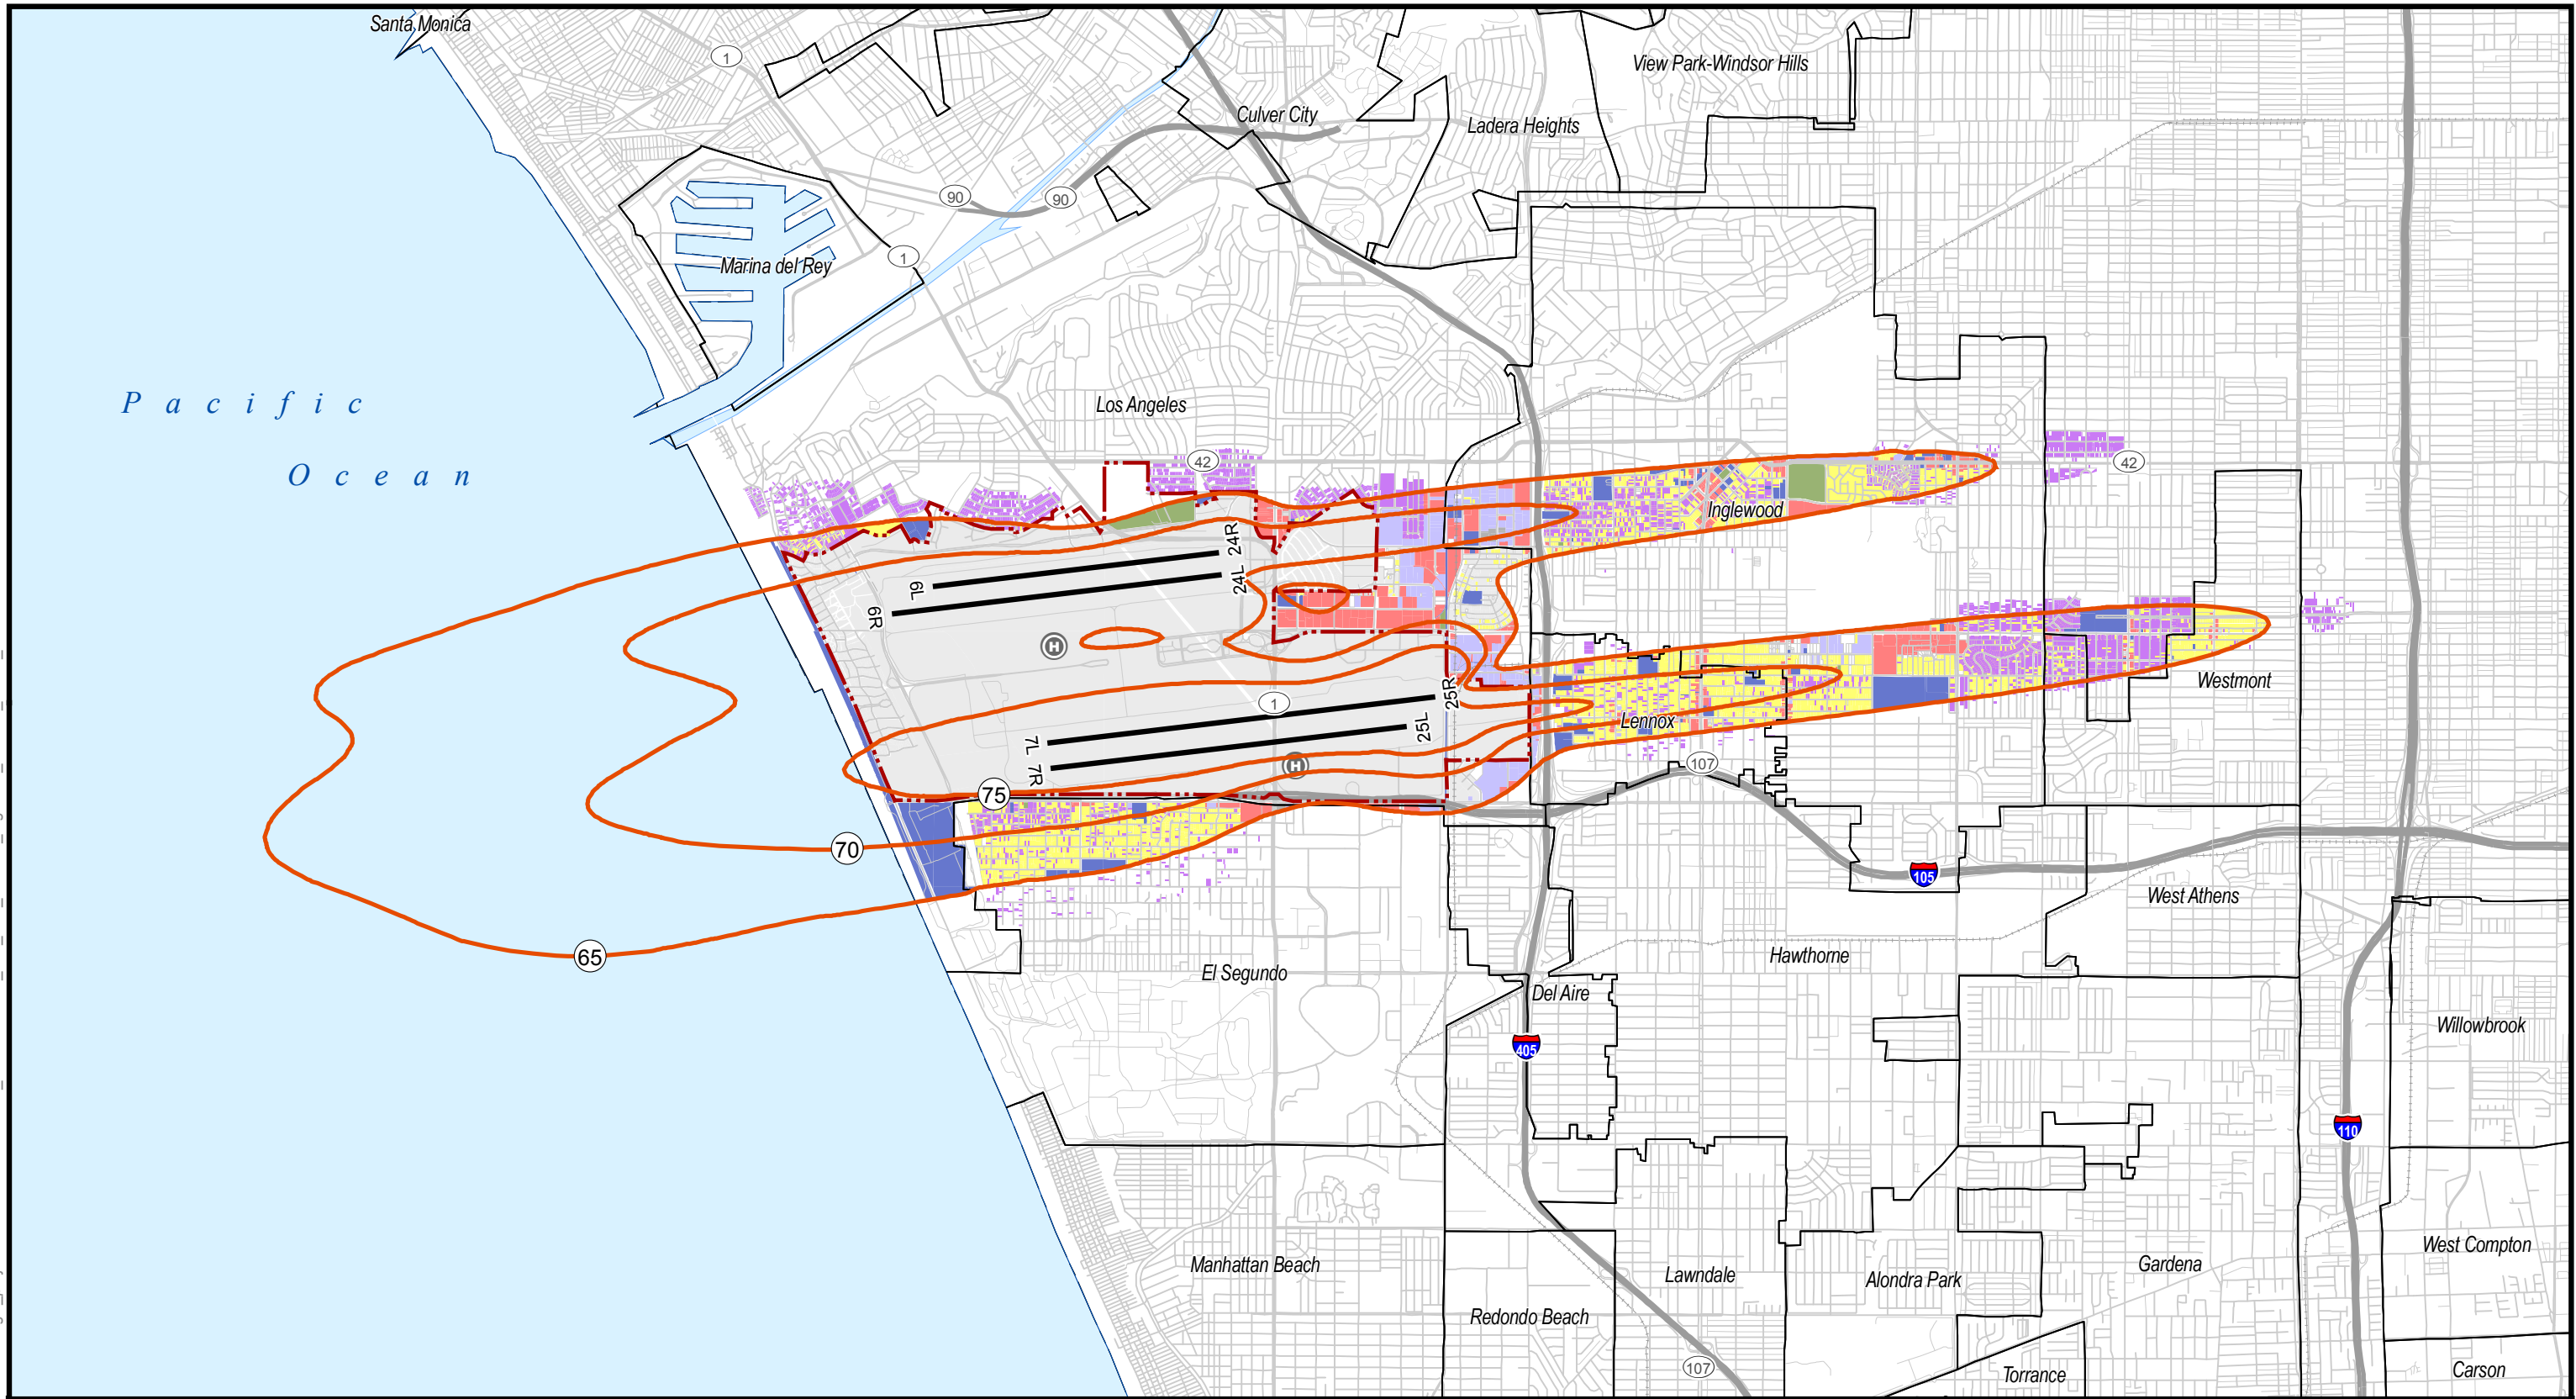 Santa Monica
1
View Park-Windsor Hills
Culver City
Ladera Heights
90
90
1
Marina del Rey
Pacific
Ocean
Los Angeles
42
42
Inglewood
24R
24L
6L
6R
H
1
25R
25L
7L
7R
H
Lennox
Westmont
107
75
70
65
105
West Athens
Hawthorne
El Segundo
Del Aire
405
Willowbrook
110
Manhattan Beach
Lawndale
Alondra Park
Gardena
West Compton
Redondo Beach
107
Torrance
Carson